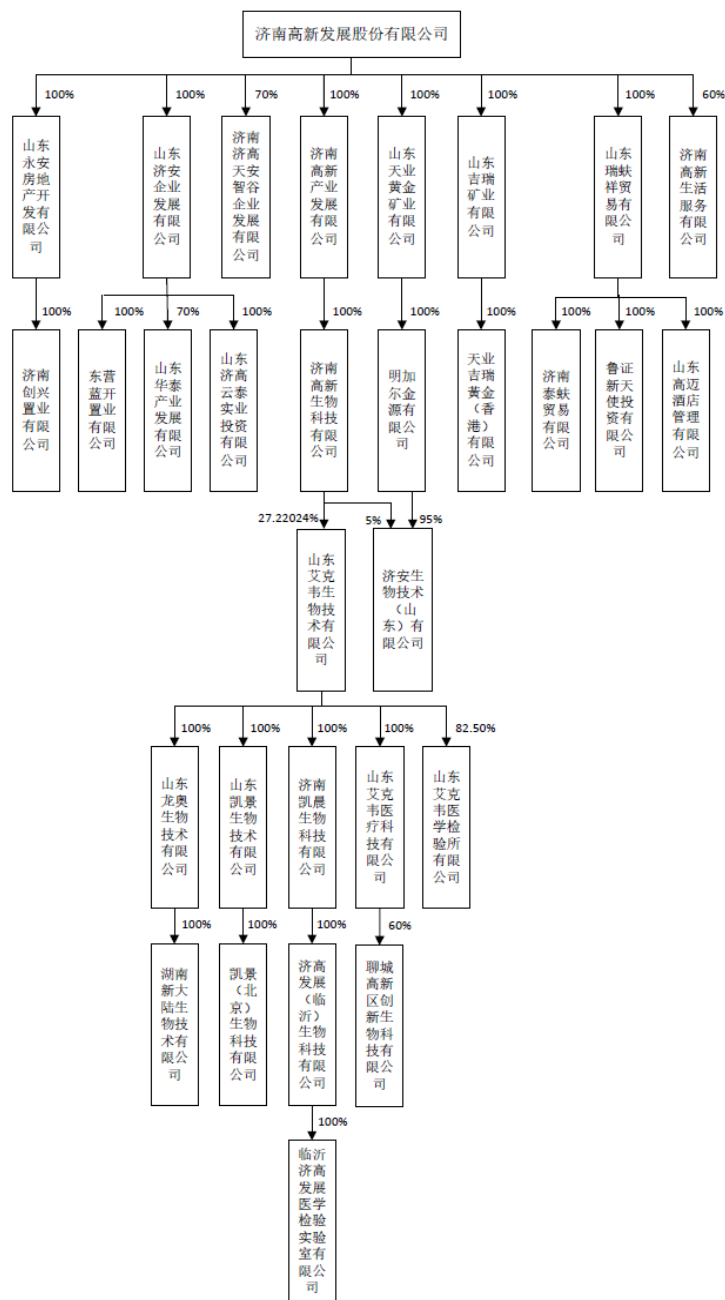 济南高新发展股份有限公司
100%
100%
70%
100%
100%
100%
100%
60%
山东
永安
房地
产开
发有
限公
司
山东
济安
企业
发展
有限
公司
济南
济高
天安
智谷
企业
发展
有限
公司
济南
高新
产业
发展
有限
公司
山东
天业
黄金
矿业
有限
公司
山东
吉瑞
矿业
有限
公司
山东
瑞蚨
祥贸
易有
限公
司
济南
高新
生活
服务
有限
公司
100%
100%
70%
100%
100%
100%
100%
100%
100%
100%
济南
创兴
置业
有限
公司
东营
蓝开
置业
有限
公司
山东
华泰
产业
发展
有限
公司
山东
济高
云泰
实业
投资
有限
公司
济南
高新
生物
科技
有限
公司
明加
尔金
源有
限公
司
天业
吉瑞
黄金
（香
港）
有限
公司
济南
泰蚨
贸易
有限
公司
鲁证
新天
使投
资有
限公
司
山东
高迈
酒店
管理
有限
公司
27.22024%
5%
95%
山东
艾克
韦生
物技
术有
限公
司
济安生
物技术
（山
东）有
限公司
100%
100%
100%
100%
82.50%
山东
龙奥
生物
技术
有限
公司
山东
凯景
生物
技术
有限
公司
济南
凯晨
生物
科技
有限
公司
山东
艾克
韦医
疗科
技有
限公
司
山东
艾克
韦医
学检
验所
有限
公司
100%
100%
100%
60%
湖南
新大
陆生
物技
术有
限公
司
凯景
（北
京）
生物
科技
有限
公司
济高
发展
（临
沂）
生物
科技
有限
公司
聊城
高新
区创
新生
物科
技有
限公
司
100%
临沂
济高
发展
医学
检验
实验
室有
限公
司